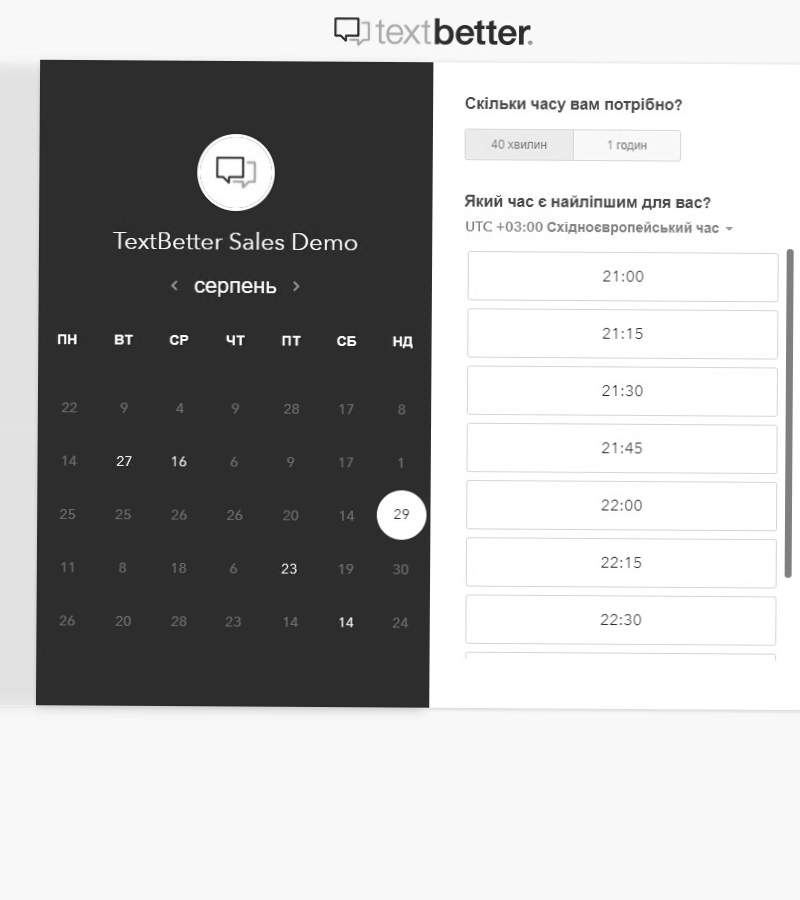 textbetter.
TextBetter Sales Demo
серпень
ПН ВТ СР ЧТ ПТ СБ НД
22 9 4 9 28 17 8
14 27 16 6 9 17 1
25 25 26 26 20 14 29
11 8 18 6 23 19 30
26 20 28 23 14 14 24
Скільки часу вам потрібно?
40 хвилин 1 годин
Який час є найліпшим для вас?
UTC +03:00 Східноєвропейський час
21:00
21:15
21:30
21:45
22:00
22:15
22:30